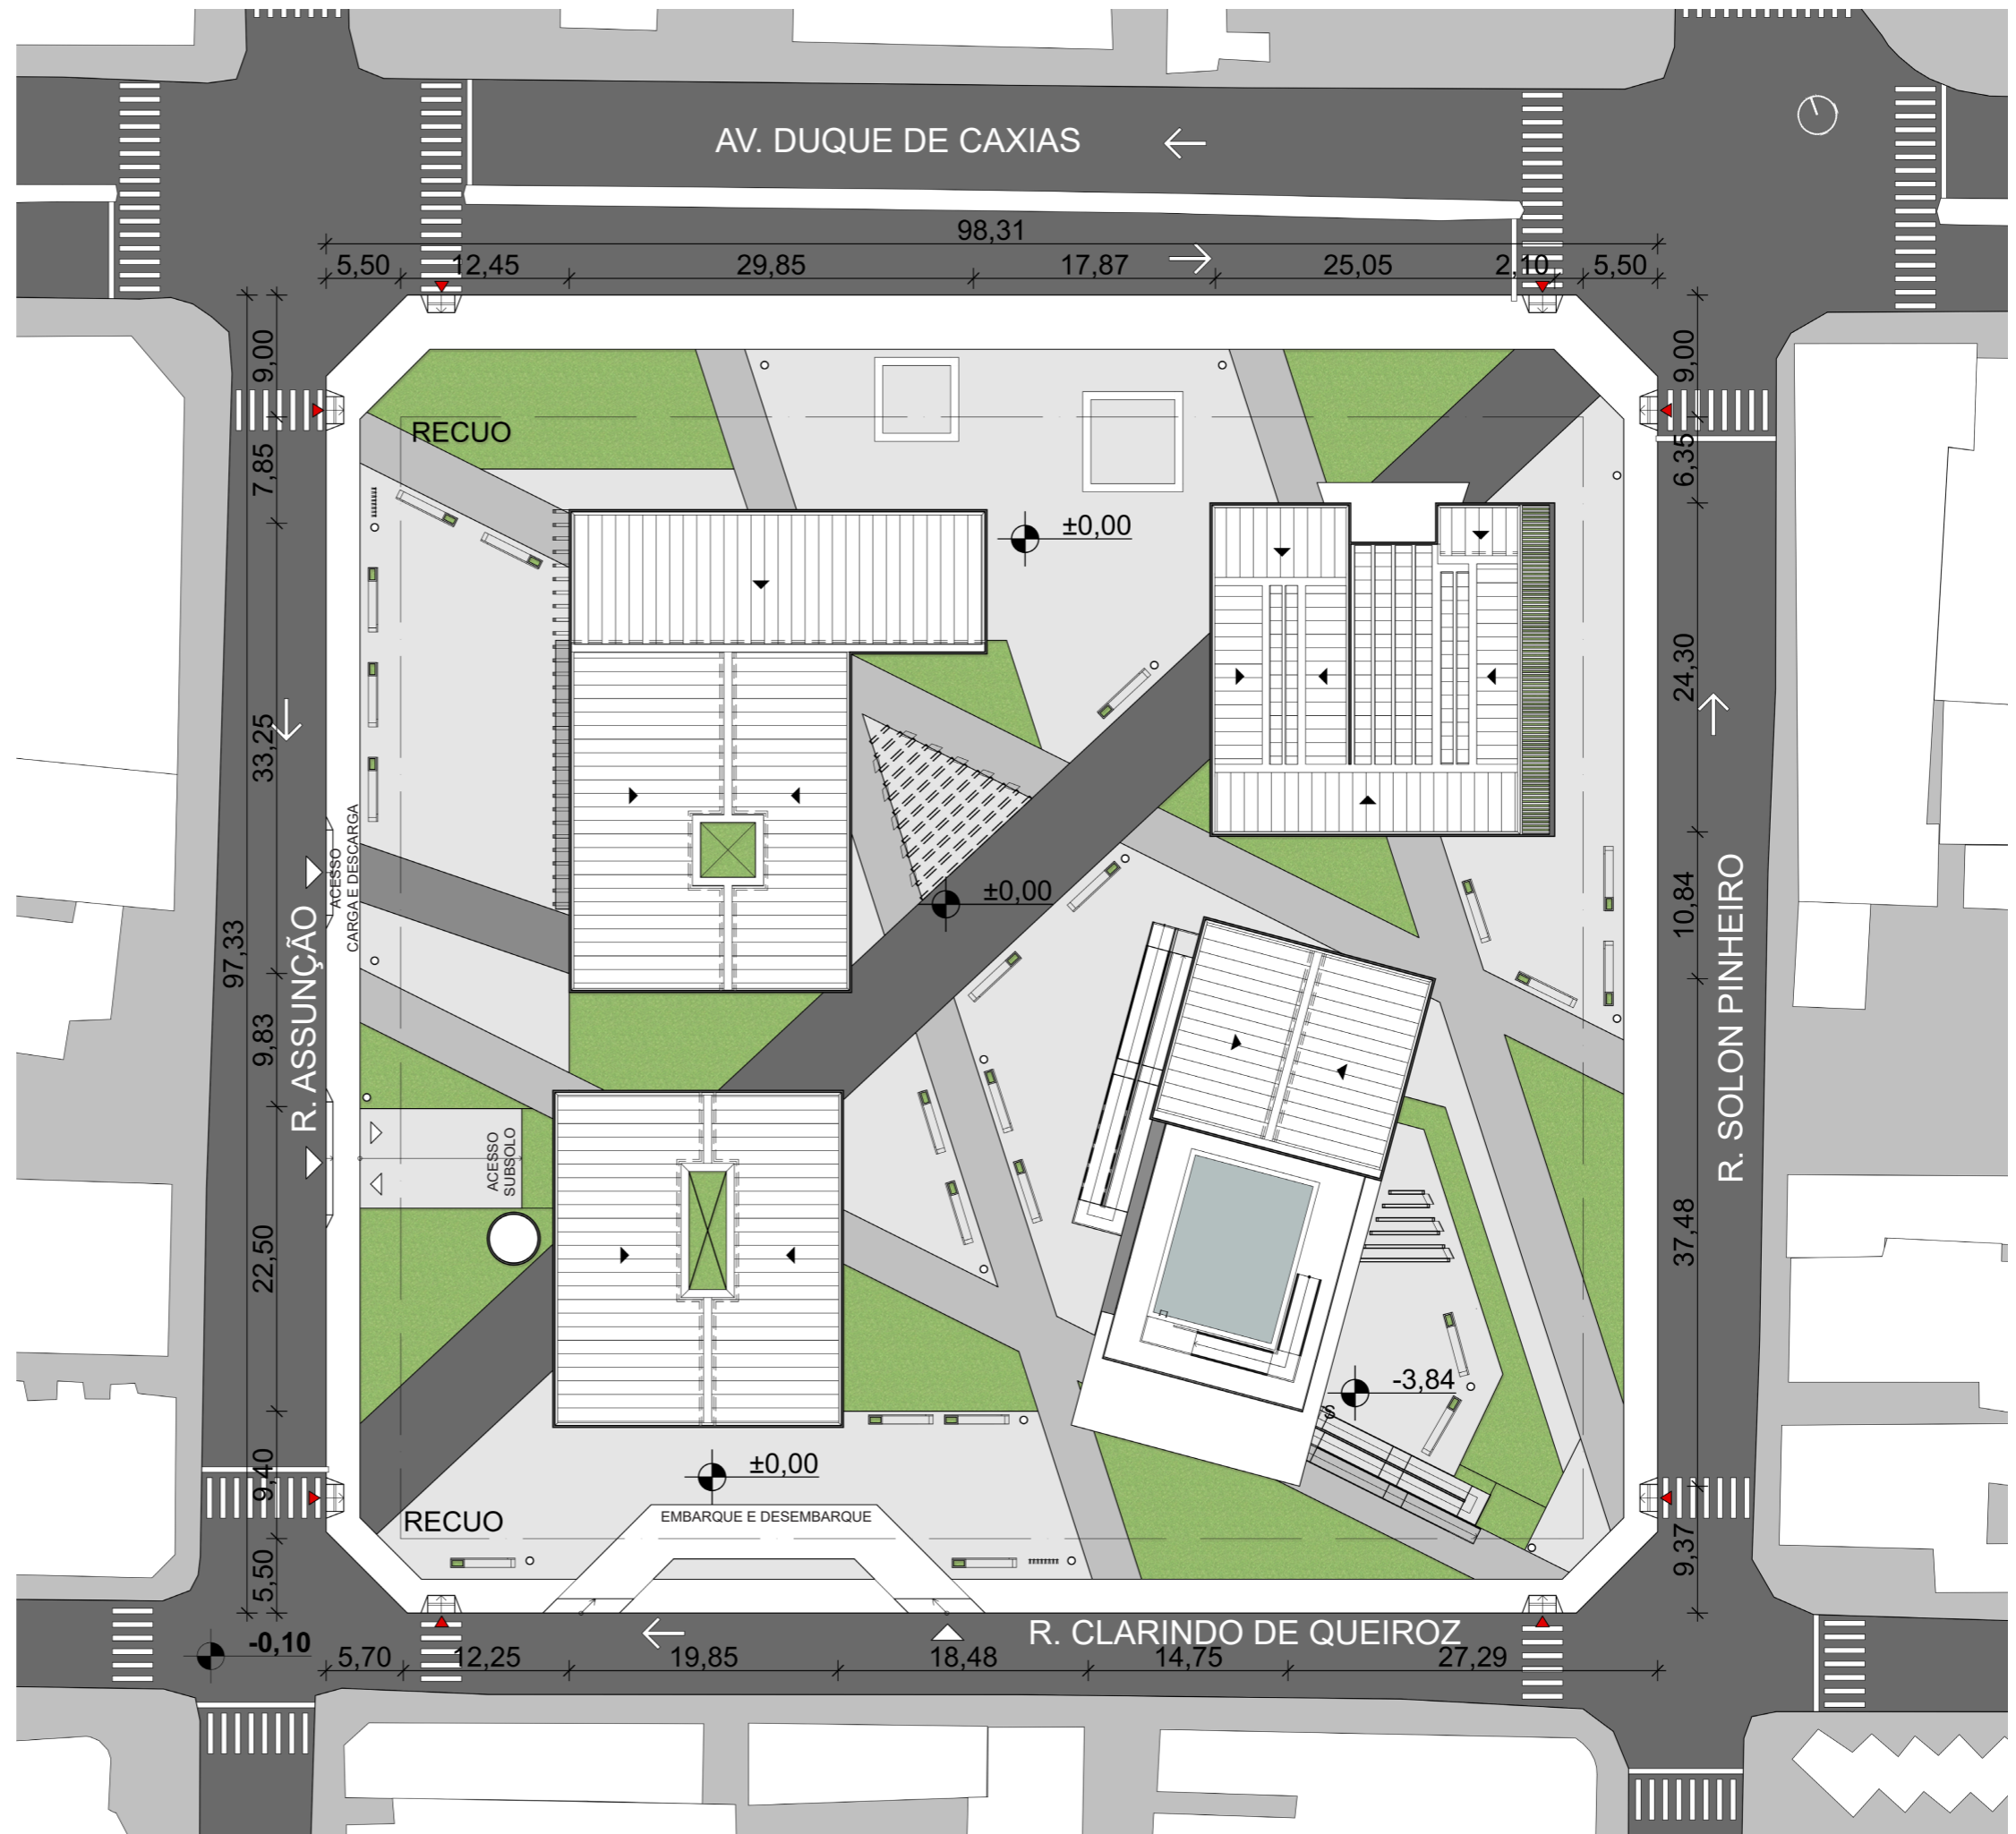 AV. DUQUE DE CAXIAS
98,31
5,50 12,45 29,85 17,87 25,05 2,10 5,50
9,00
7,85
33,25
9,83
22,50
9,40
5,50
97,33
R. ASSUNÇÃO
ACESSO
CARGA E DESCARGA
RECUO
±0,00
±0,00
ACESSO
SUBSOLO
-3,84
S
±0,00
RECUO
EMBARQUE E DESEMBARQUE
9,00
6,35
24,30
10,84
37,48
9,37
R. SOLON PINHEIRO
R. CLARINDO DE QUEIROZ
-0,10
5,70 12,25 19,85 18,48 14,75 27,29